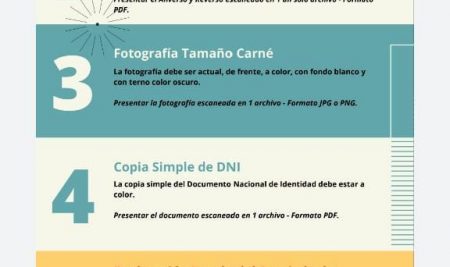 Presentar el Anverso y Reverso escaneado en 1 an solo archivo - Formato
PDF.
3
Fotografía Tamaño Carné
La fotografía debe ser actual, de frente, a color, con fondo blanco y
con terno color oscuro.
Presentar la fotografía escaneada en 1 archivo - Formato JPG o PNG.
4
Copia Simple de DNI
La copia simple del Documento Nacional de Identidad debe estar a
color.
Presentar el documento escaneado en 1 archivo - Formato PDF.